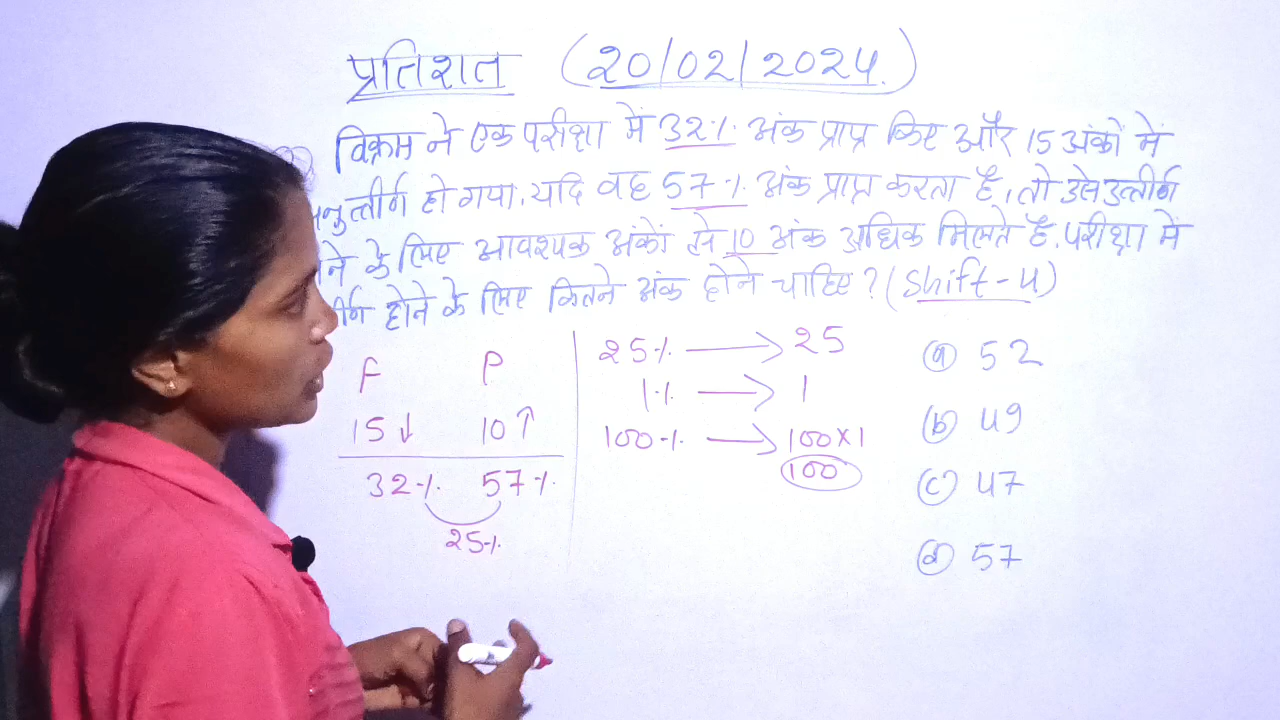 प्रतिशत (20/02/2024.)
विक्रम ने एक परीक्षा में 32% अंक प्राप्त किए और 15 अंकों में
नुत्तीर्ण हो गया. यदि वह 57% अंक प्राप्त करता है, तो उसे उत्तीर्ण
ने के लिए आवश्यक अंकों से 10 अंक अधिक मिलते है. परीक्षा में
र्ण होने के लिए कितने अंक होने चाहिए? (Shift-4)
F P
15↓ 10↑
32% 57%
25%
25% → 25
1% → 1
100% → 100×1
100
(a) 52
(b) 49
(c) 47
(d) 57